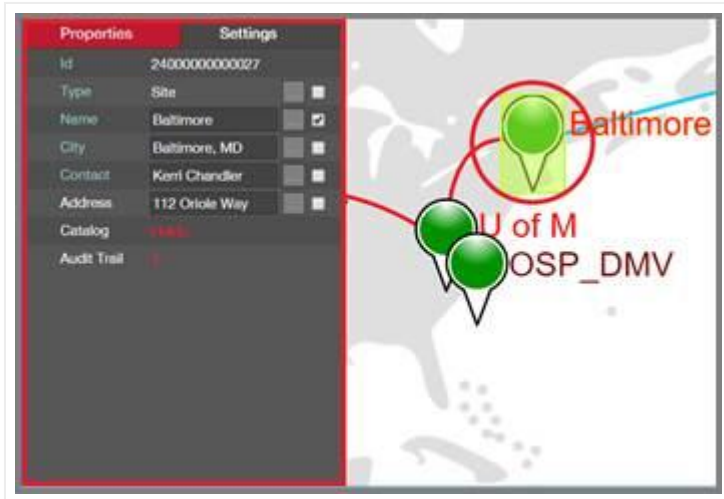 Properties Settings
Id 24000000000027
Type Site
Name Baltimore
City Baltimore, MD
Contact Kerri Chandler
Address 112 Oriole Way
Catalog
Audit Trail
Baltimore
U of M
OSP_DMV